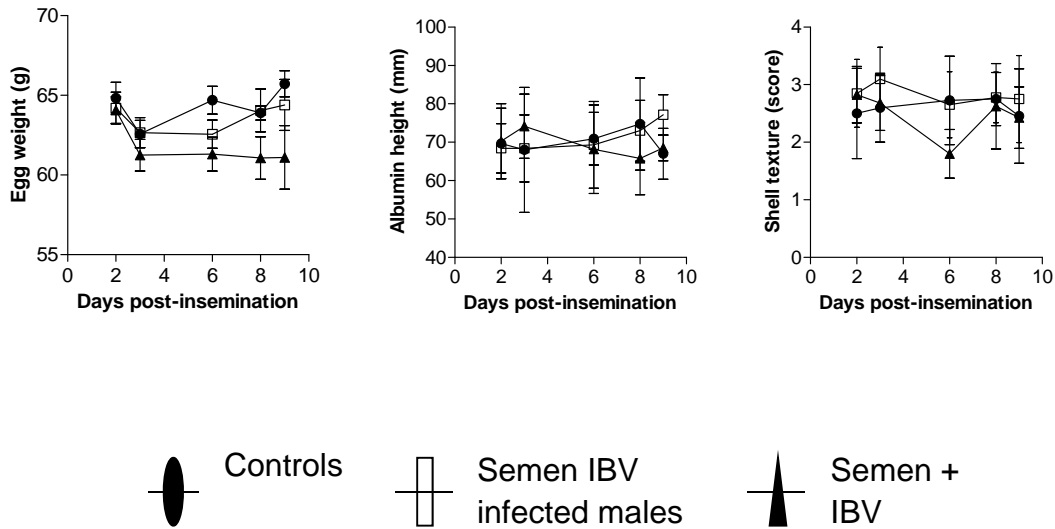 70
65
60
55
Egg weight (g)
0 2 4 6 8 10
Days post-insemination
100
90
80
70
60
50
40
Albumin height (mm)
0 2 4 6 8 10
Days post-insemination
4
3
2
1
0
Shell texture (score)
0 2 4 6 8 10
Days post-insemination
Controls
Semen IBV
infected males
Semen +
IBV